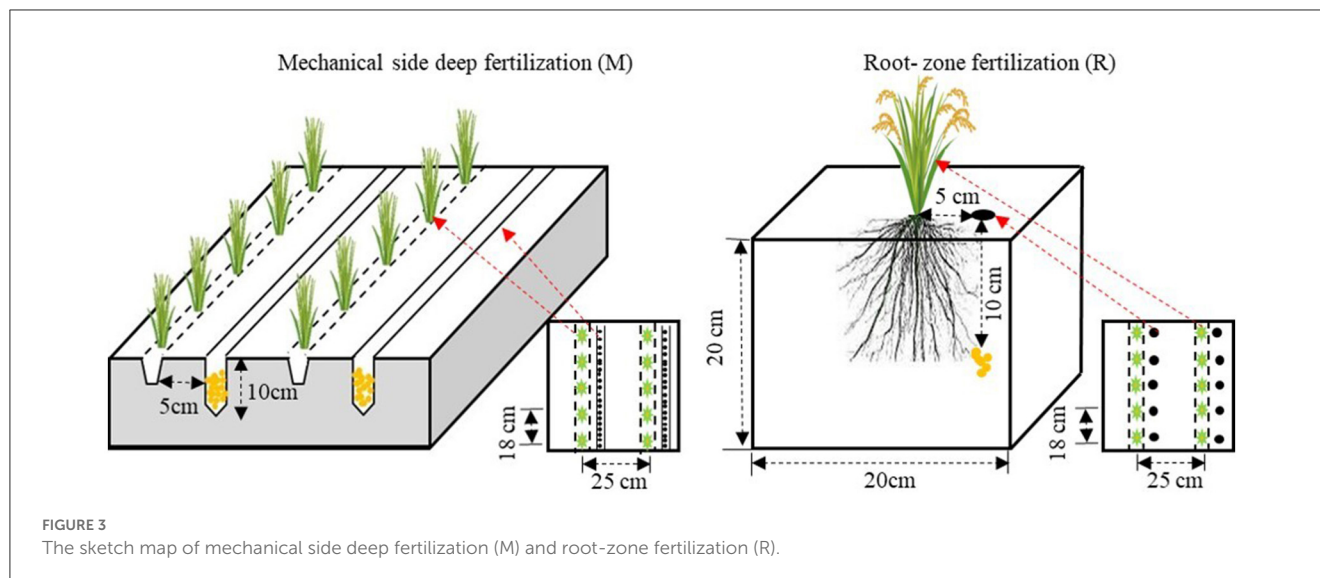 Mechanical side deep fertilization (M)
5cm
10cm
18 cm
25 cm
Root- zone fertilization (R)
5 cm
10 cm
20 cm
20cm
18 cm
25 cm
FIGURE 3
The sketch map of mechanical side deep fertilization (M) and root-zone fertilization (R).